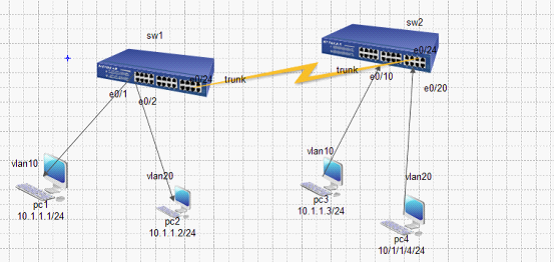 sw1
sw2
e0/24
e0/24
trunk
trunk
e0/10
e0/1
e0/2
e0/20
vlan10
vlan20
vlan10
vlan20
pc1
10.1.1.1/24
pc2
10.1.1.2/24
pc3
10.1.1.3/24
pc4
10/1/1/4/24